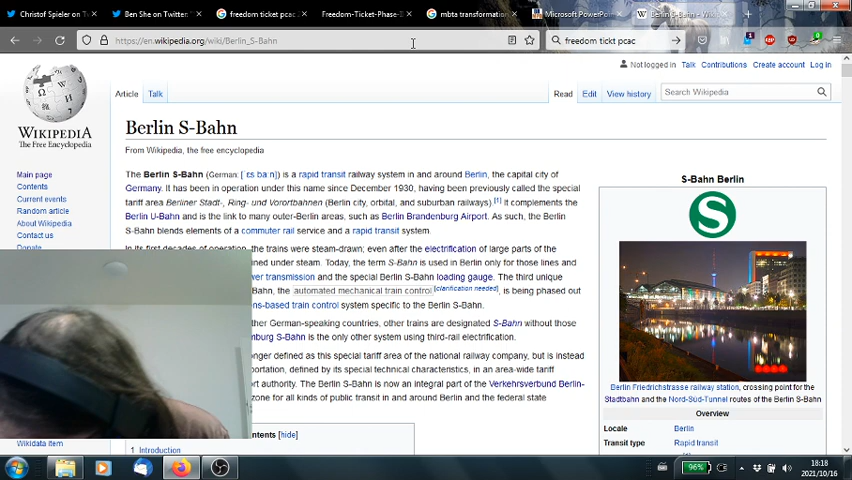 Christof Spieler on T
Ben She on Twitter:
freedom ticket pcac
Freedom-Ticket-Phase-I
mbta transformation
Microsoft PowerPoin
Berlin S-Bahn - Wikip
https://en.wikipedia.org/wiki/Berlin_S-Bahn
freedom tickt pcac
Not logged in Talk Contributions Create account Log in
Article Talk Read Edit View history Search Wikipedia
WIKIPEDIA
The Free Encyclopedia
Main page
Contents
Current events
Random article
About Wikipedia
Contact us
Donate
Wikidata item
Berlin S-Bahn
From Wikipedia, the free encyclopedia
The Berlin S-Bahn (German: [ˈɛs baːn]) is a rapid transit railway system in and around Berlin, the capital city of
Germany. It has been in operation under this name since December 1930, having been previously called the special
tariff area Berliner Stadt-, Ring- und Vorortbahnen (Berlin city, orbital, and suburban railways).[1] It complements the
Berlin U-Bahn and is the link to many outer-Berlin areas, such as Berlin Brandenburg Airport. As such, the Berlin
S-Bahn blends elements of a commuter rail service and a rapid transit system.
In its first decades of operation, the trains were steam-drawn; even after the electrification of large parts of the
im. Today, the term S-Bahn is used in Berlin only for those lines and
wer transmission and the special Berlin S-Bahn loading gauge. The third unique
Bahn, the automated mechanical train control[clarification needed], is being phased out
ns-based train control system specific to the Berlin S-Bahn.
ther German-speaking countries, other trains are designated S-Bahn without those
mburg S-Bahn is the only other system using third-rail electrification.
onger defined as this special tariff area of the national railway company, but is instead
portation, defined by its special technical characteristics, in an area-wide tariff
ort authority. The Berlin S-Bahn is now an integral part of the Verkehrsverbund Berlin-
zone for all kinds of public transit in and around Berlin and the federal state
ntents [hide]
1 Introduction
S-Bahn Berlin
S
Berlin Friedrichstrasse railway station, crossing point for the
Stadtbahn and the Nord-Süd-Tunnel routes of the Berlin S-Bahn
Overview
Locale Berlin
Transit type Rapid transit
96%
18:18
2021/10/16